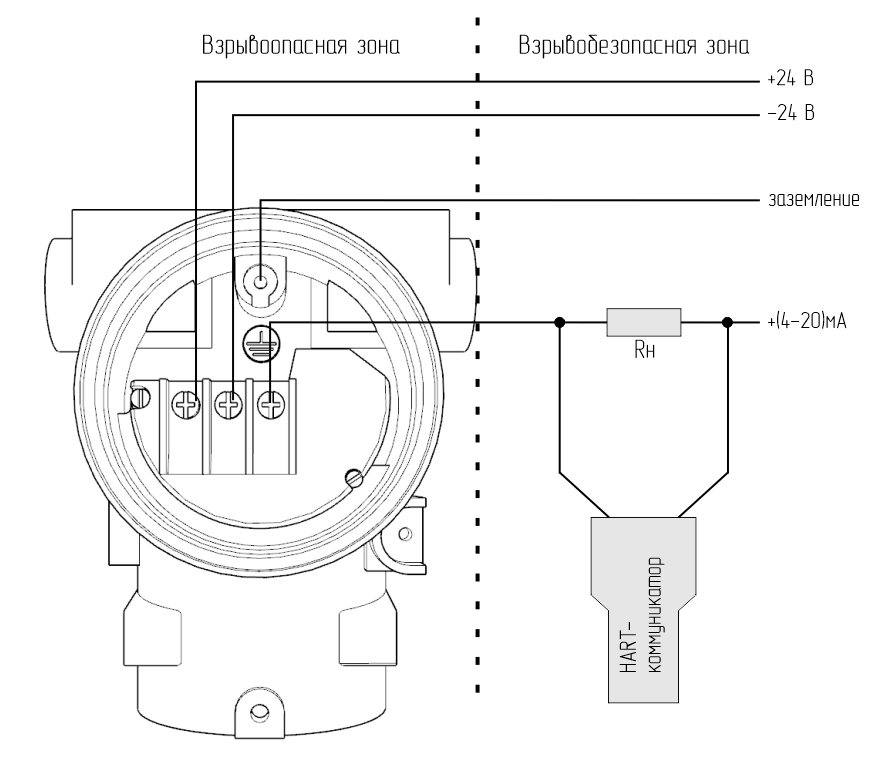 Взрывоопасная зона
Взрывобезопасная зона
+24 В
-24 В
заземление
+(4-20)мА
Rн
HART-
коммуникатор